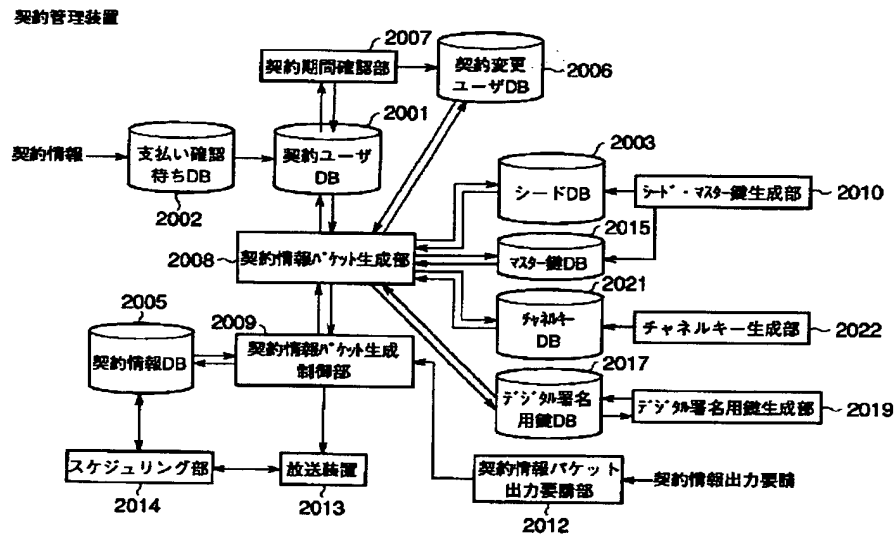 契約管理装置
2007
契約期間確認部
契約変更
ユーザDB
2006
2001
契約情報
支払い確認
待ちDB
2002
契約ユーザ
DB
2003
シードDB
シード・マスター鍵生成部
2010
2015
2008
契約情報パケット生成部
マスター鍵DB
2021
2005
2009
チャネルキー
DB
チャネルキー生成部
2022
契約情報DB
契約情報パケット生成
制御部
2017
デジタル署名
用鍵DB
デジタル署名用鍵生成部
2019
スケジュリング部
2014
放送装置
2013
契約情報パケット
出力要請部
2012
契約情報出力要請